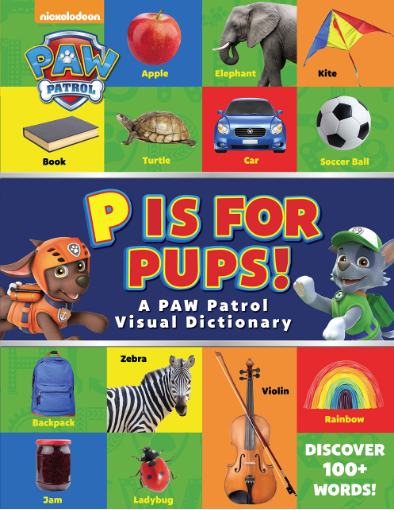 nickelodeon
PAW
PATROL
Apple
Elephant
Kite
Book
Turtle
Car
Soccer Ball
P IS FOR
PUPS!
A PAW Patrol
Visual Dictionary
Backpack
Zebra
Violin
Rainbow
Jam
Ladybug
DISCOVER
100+
WORDS!